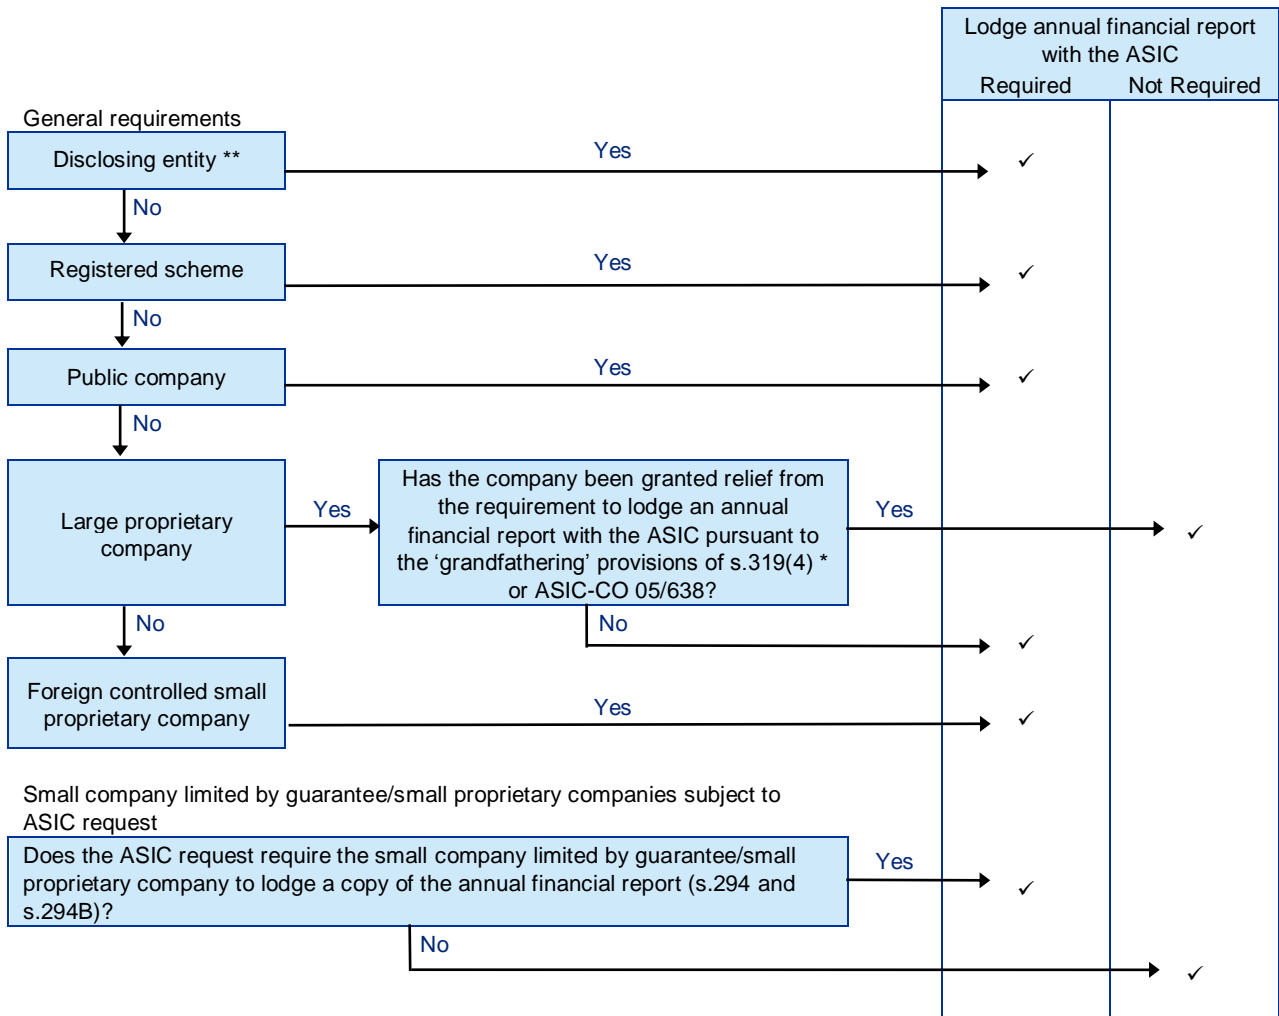 Lodge annual financial report
with the ASIC
Required
Not Required
General requirements
Disclosing entity **
Yes
✓
No
Registered scheme
Yes
✓
No
Public company
Yes
✓
No
Large proprietary
company
Yes
Has the company been granted relief from
the requirement to lodge an annual
financial report with the ASIC pursuant to
the ‘grandfathering’ provisions of s.319(4) *
or ASIC-CO 05/638?
Yes
✓
No
✓
No
Foreign controlled small
proprietary company
Yes
✓
Small company limited by guarantee/small proprietary companies subject to
ASIC request
Does the ASIC request require the small company limited by guarantee/small
proprietary company to lodge a copy of the annual financial report (s.294 and
s.294B)?
Yes
✓
No
✓